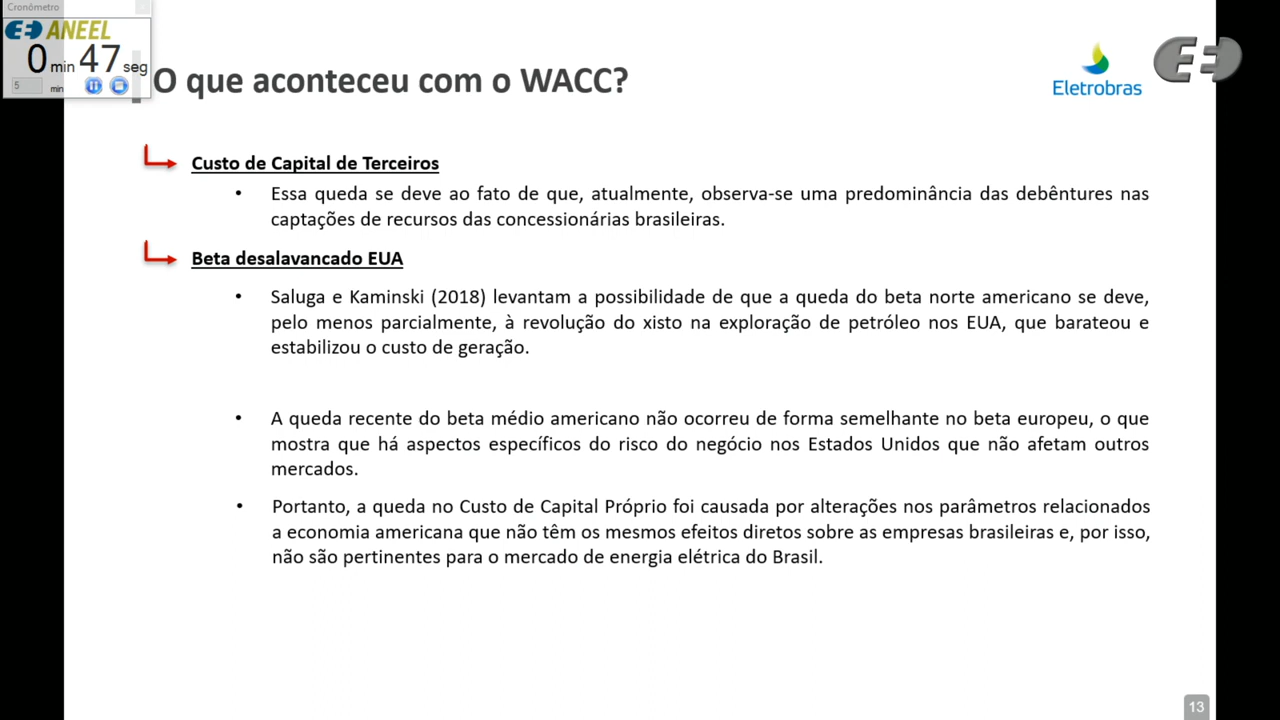 Cronômetro
ANEEL
0 min 47 seg
5 min
O que aconteceu com o WACC?
Eletrobras
Custo de Capital de Terceiros
• Essa queda se deve ao fato de que, atualmente, observa-se uma predominância das debêntures nas
captações de recursos das concessionárias brasileiras.
Beta desalavancado EUA
• Saluga e Kaminski (2018) levantam a possibilidade de que a queda do beta norte americano se deve,
pelo menos parcialmente, à revolução do xisto na exploração de petróleo nos EUA, que barateou e
estabilizou o custo de geração.
• A queda recente do beta médio americano não ocorreu de forma semelhante no beta europeu, o que
mostra que há aspectos específicos do risco do negócio nos Estados Unidos que não afetam outros
mercados.
• Portanto, a queda no Custo de Capital Próprio foi causada por alterações nos parâmetros relacionados
a economia americana que não têm os mesmos efeitos diretos sobre as empresas brasileiras e, por isso,
não são pertinentes para o mercado de energia elétrica do Brasil.
13